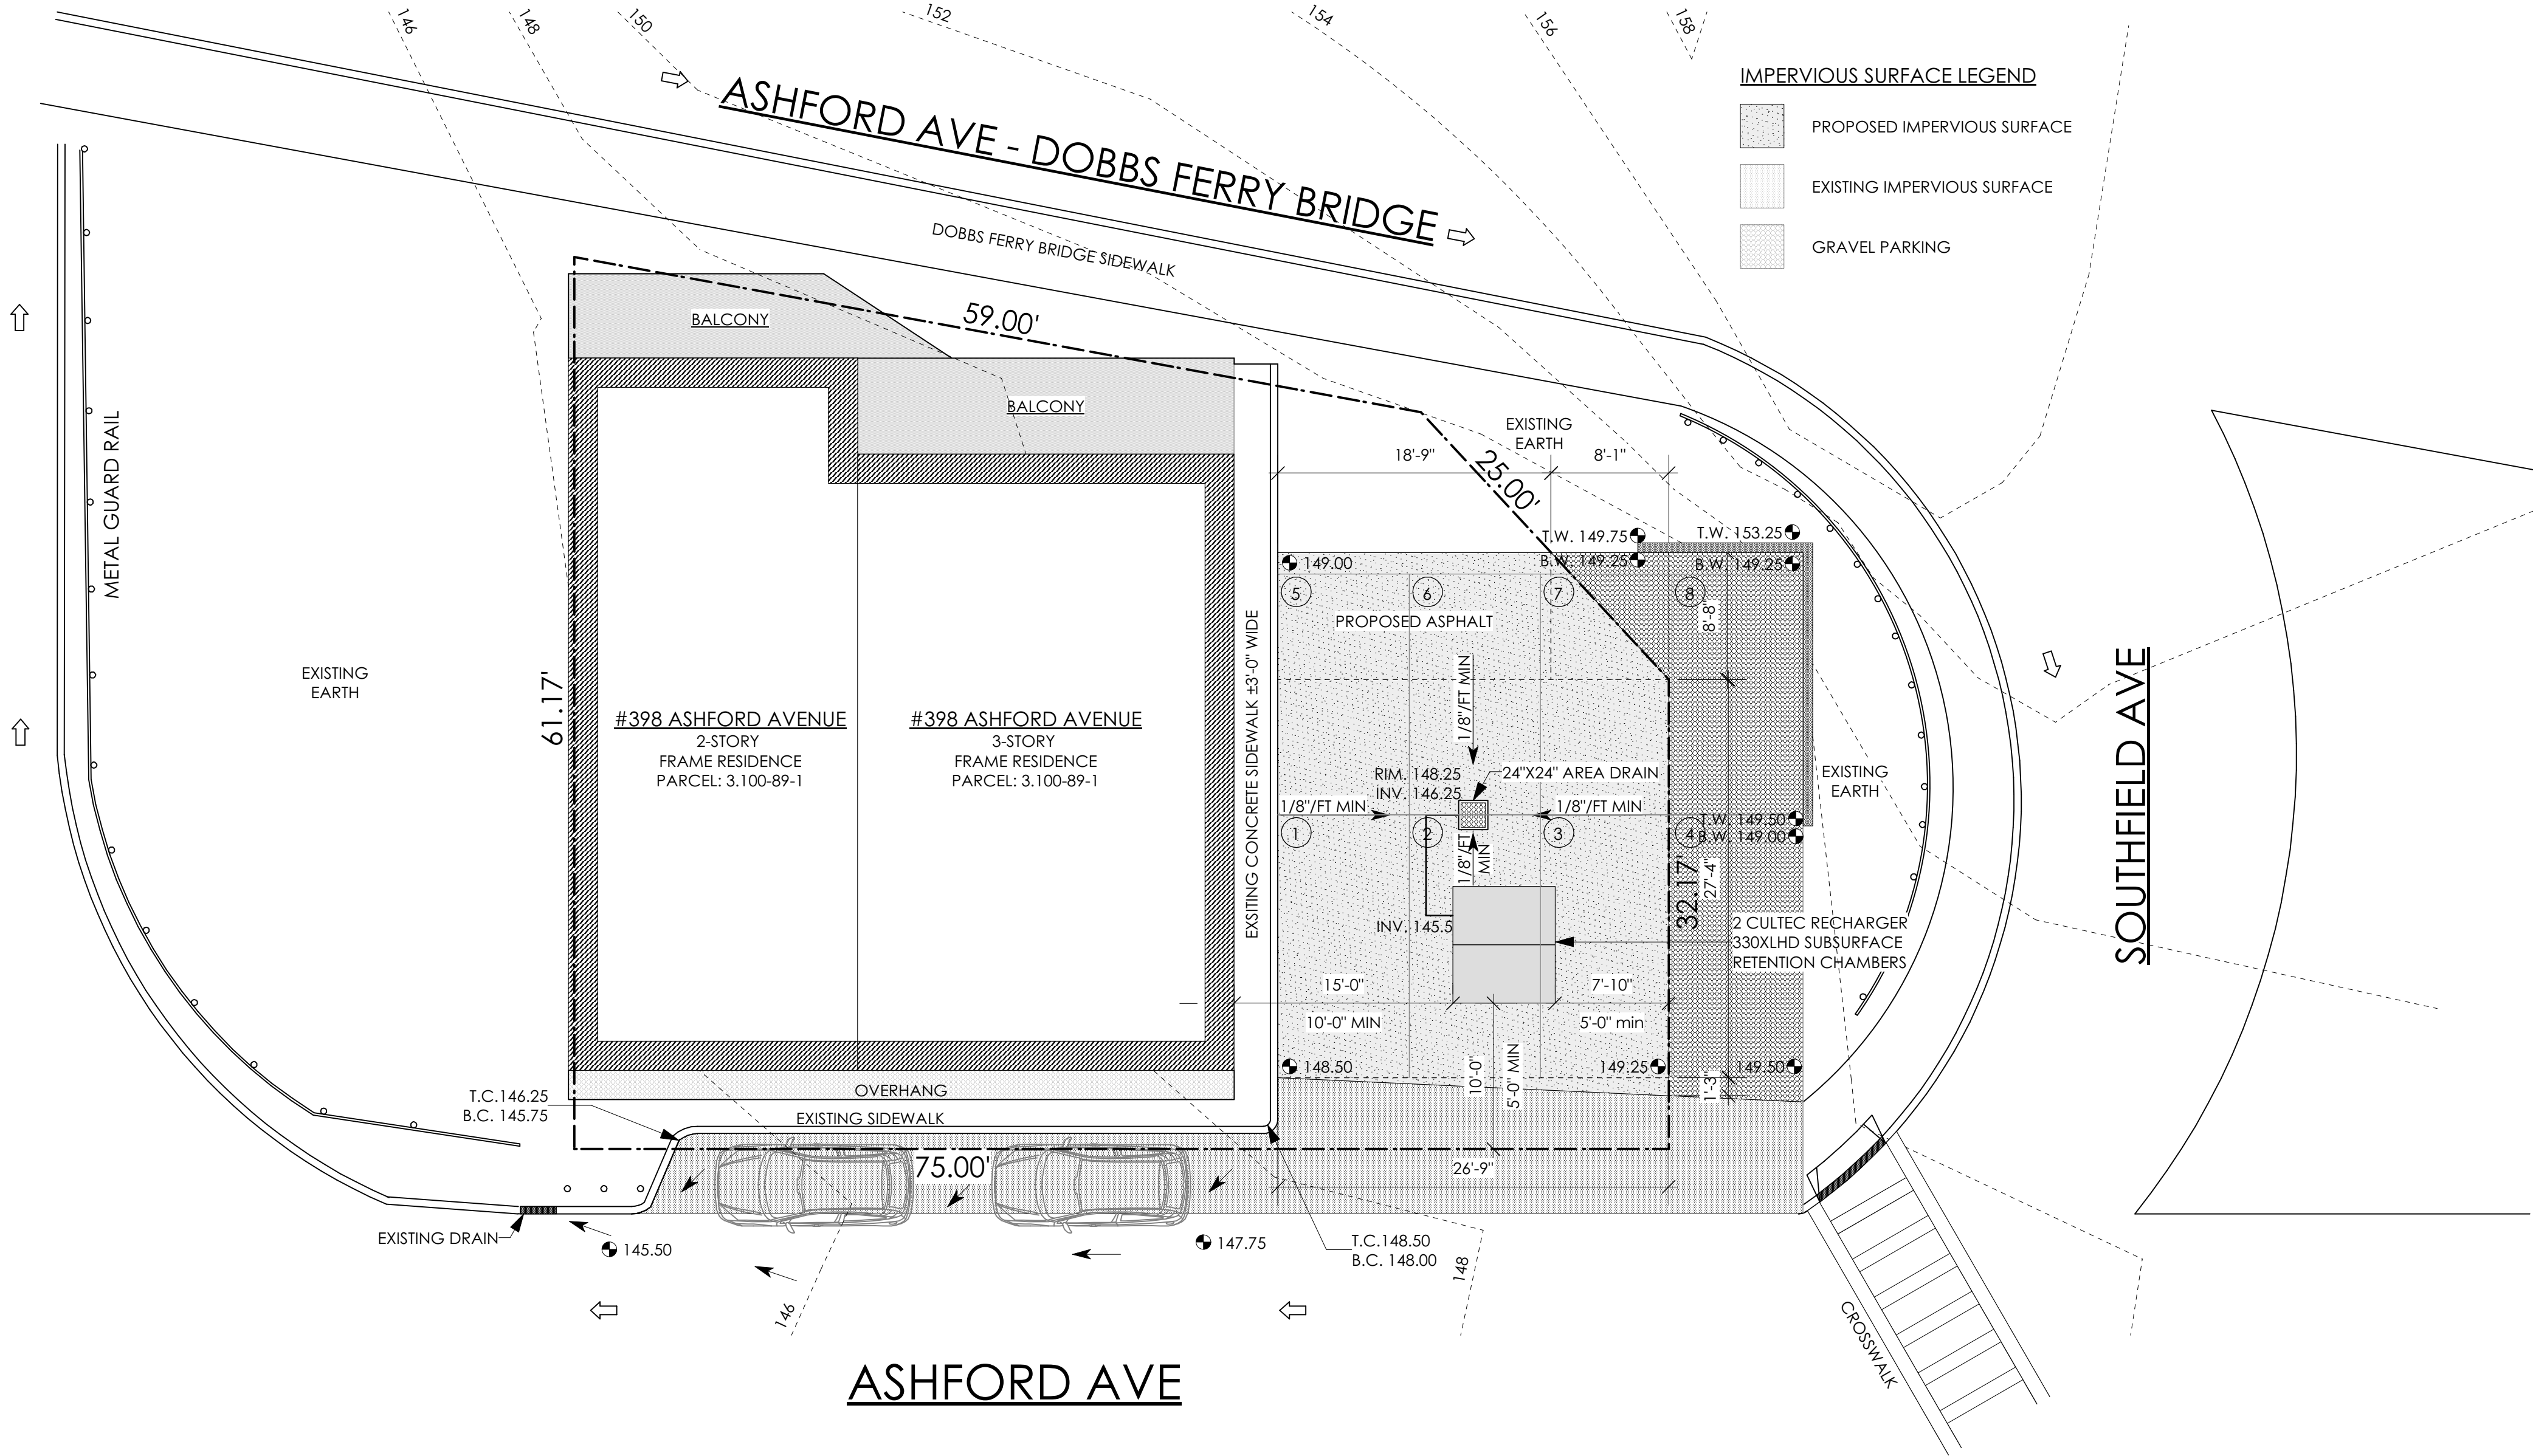 146
148
150
152
154
156
158
ASHFORD AVE - DOBBS FERRY BRIDGE
DOBBS FERRY BRIDGE SIDEWALK
IMPERVIOUS SURFACE LEGEND
PROPOSED IMPERVIOUS SURFACE
EXISTING IMPERVIOUS SURFACE
GRAVEL PARKING
BALCONY
59.00'
BALCONY
METAL GUARD RAIL
EXISTING
EARTH
61.17'
#398 ASHFORD AVENUE
2-STORY
FRAME RESIDENCE
PARCEL: 3.100-89-1
#398 ASHFORD AVENUE
3-STORY
FRAME RESIDENCE
PARCEL: 3.100-89-1
EXSITING CONCRETE SIDEWALK ±3'-0" WIDE
EXISTING
EARTH
18'-9"
8'-1"
25.00'
T.W. 149.75
B.W. 149.25
T.W. 153.25
B.W. 149.25
149.00
5
6
7
8
8'-8"
PROPOSED ASPHALT
1/8"/FT MIN
RIM. 148.25
INV. 146.25
24"X24" AREA DRAIN
1/8"/FT MIN
1/8"/FT MIN
1
2
3
4
T.W. 149.50
B.W. 149.00
1/8"/FT
MIN
32.17'
27'-4"
EXISTING
EARTH
INV. 145.5
2 CULTEC RECHARGER
330XLHD SUBSURFACE
RETENTION CHAMBERS
15'-0"
7'-10"
10'-0" MIN
5'-0" min
148.50
149.25
149.50
10'-0"
5'-0" MIN
1'-3"
26'-9"
SOUTHFIELD AVE
OVERHANG
EXISTING SIDEWALK
T.C.146.25
B.C. 145.75
75.00'
EXISTING DRAIN
145.50
147.75
T.C.148.50
B.C. 148.00
146
148
CROSSWALK
ASHFORD AVE